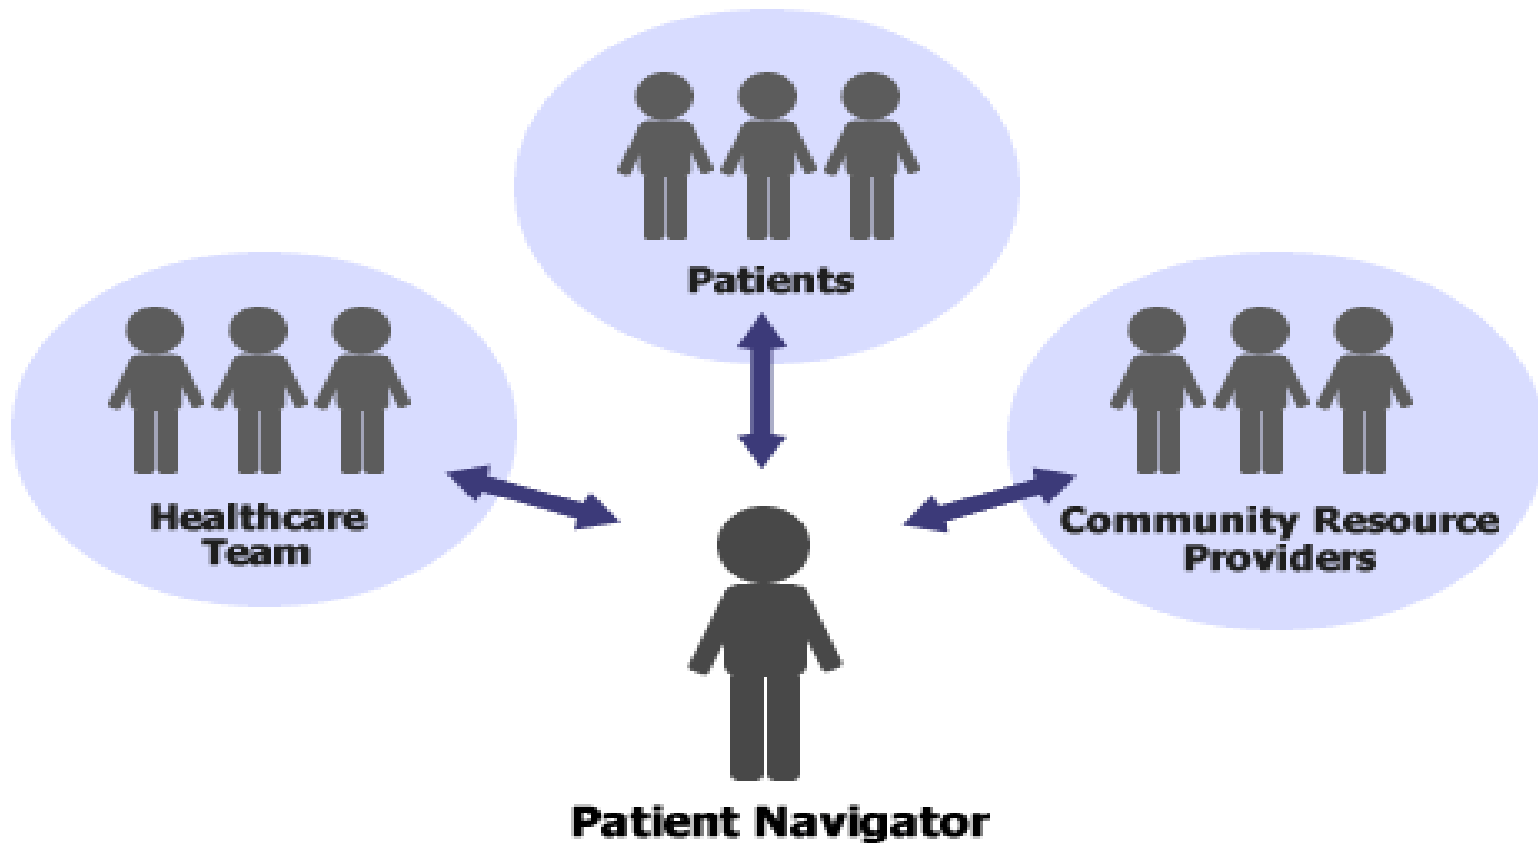 Patients
Healthcare
Team
Community Resource
Providers
Patient Navigator